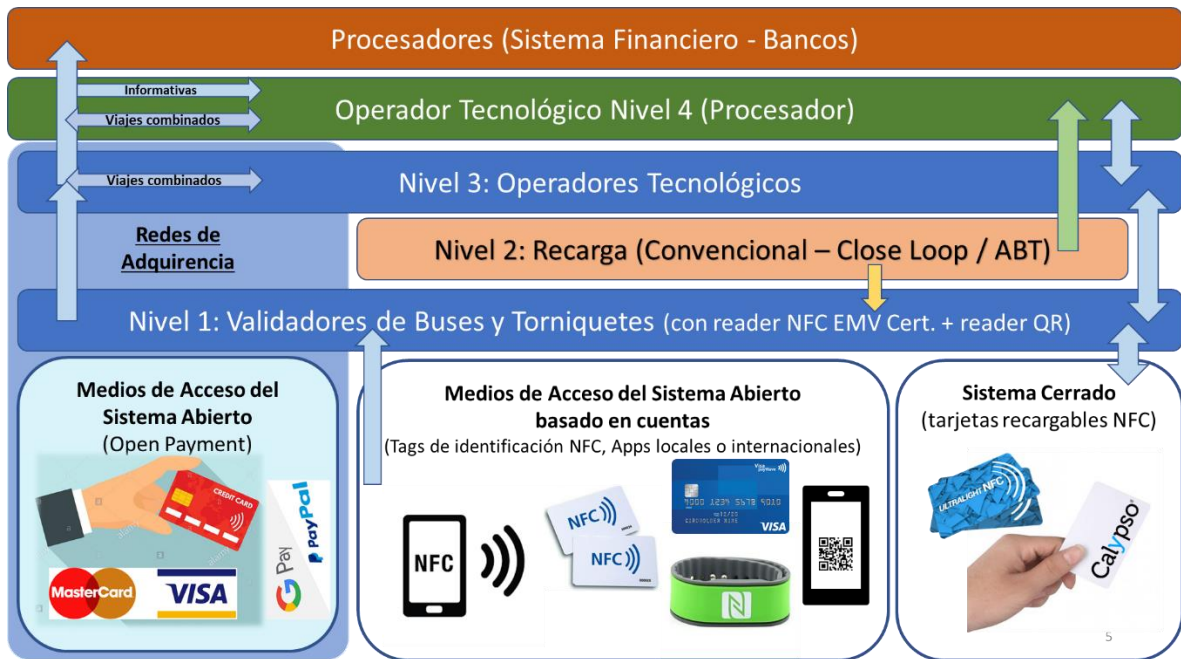 Procesadores (Sistema Financiero - Bancos)
Informativas
Operador Tecnológico Nivel 4 (Procesador)
Viajes combinados
Viajes combinados
Nivel 3: Operadores Tecnológicos
Redes de
Adquirencia
Nivel 2: Recarga (Convencional – Close Loop / ABT)
Nivel 1: Validadores de Buses y Torniquetes (con reader NFC EMV Cert. + reader QR)
Medios de Acceso del
Sistema Abierto
(Open Payment)
CREDIT CARD
MasterCard
VISA
G Pay
PayPal
Medios de Acceso del Sistema Abierto
basado en cuentas
(Tags de identificación NFC, Apps locales o internacionales)
NFC
NFC
NFC
VISA
Sistema Cerrado
(tarjetas recargables NFC)
ULTRALIGHT NFC
Calypso
5